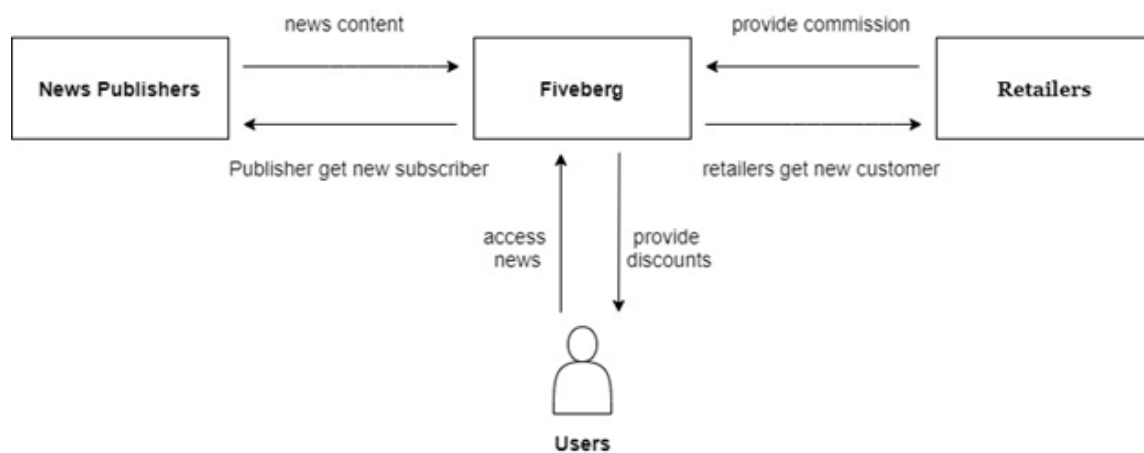 news content
provide commission
News Publishers
Fiveberg
Retailers
Publisher get new subscriber
retailers get new customer
access
news
provide
discounts
Users